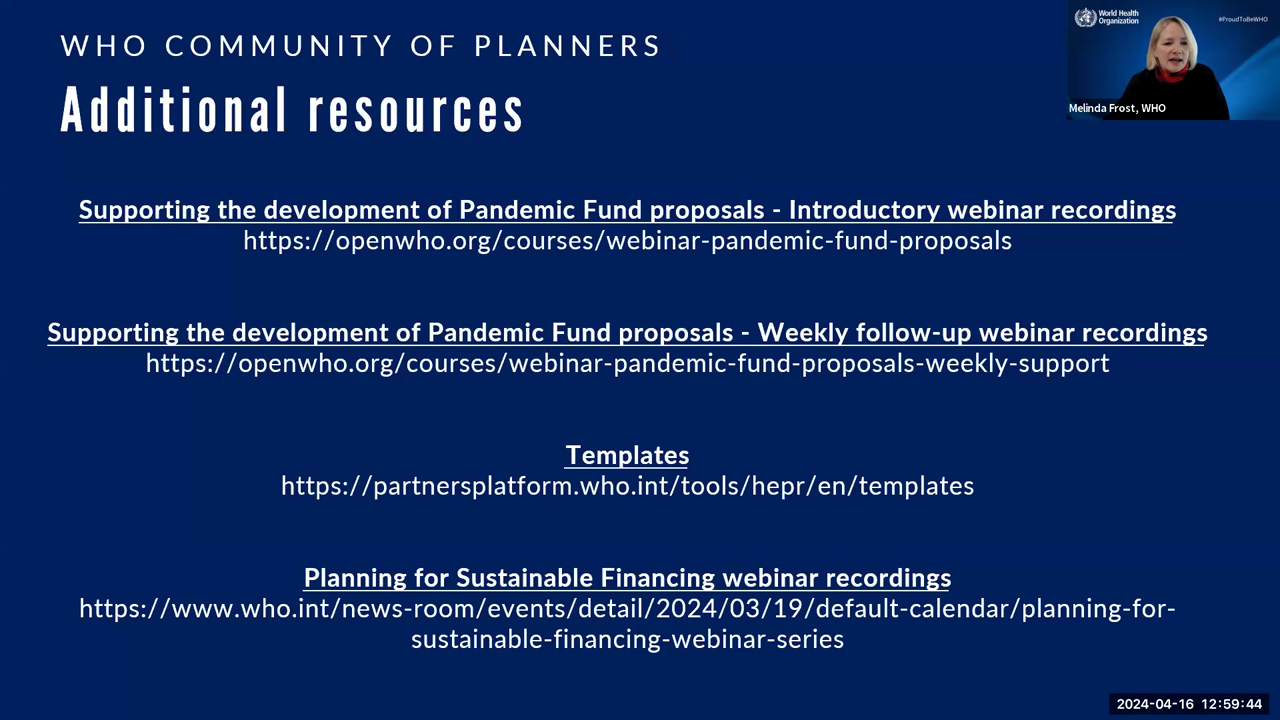 WHO COMMUNITY OF PLANNERS
Additional resources
World Health
Organization
#ProudToBeWHO
Melinda Frost, WHO
Supporting the development of Pandemic Fund proposals - Introductory webinar recordings
https://openwho.org/courses/webinar-pandemic-fund-proposals
Supporting the development of Pandemic Fund proposals - Weekly follow-up webinar recordings
https://openwho.org/courses/webinar-pandemic-fund-proposals-weekly-support
Templates
https://partnersplatform.who.int/tools/hepr/en/templates
Planning for Sustainable Financing webinar recordings
https://www.who.int/news-room/events/detail/2024/03/19/default-calendar/planning-for-
sustainable-financing-webinar-series
2024-04-16 12:59:44